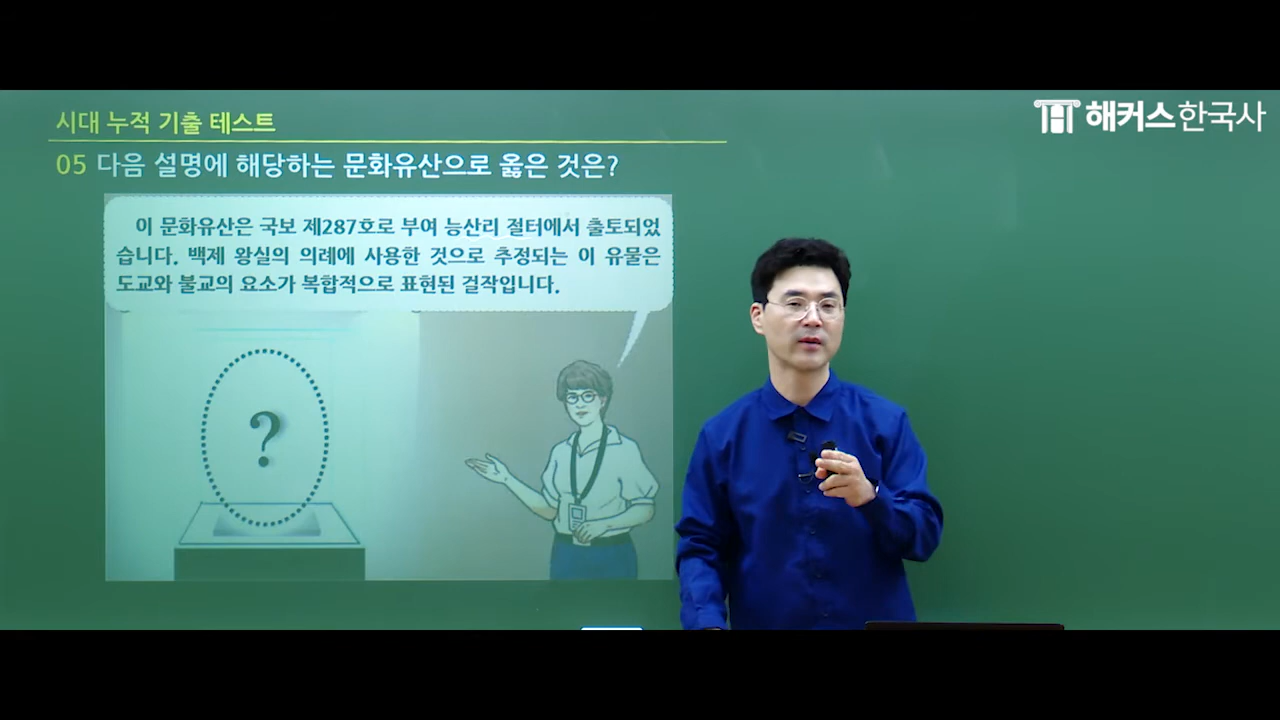 시대 누적 기출 테스트
해커스한국사
05 다음 설명에 해당하는 문화유산으로 옳은 것은?
이 문화유산은 국보 제287호로 부여 능산리 절터에서 출토되었
습니다. 백제 왕실의 의례에 사용한 것으로 추정되는 이 유물은
도교와 불교의 요소가 복합적으로 표현된 걸작입니다.
?